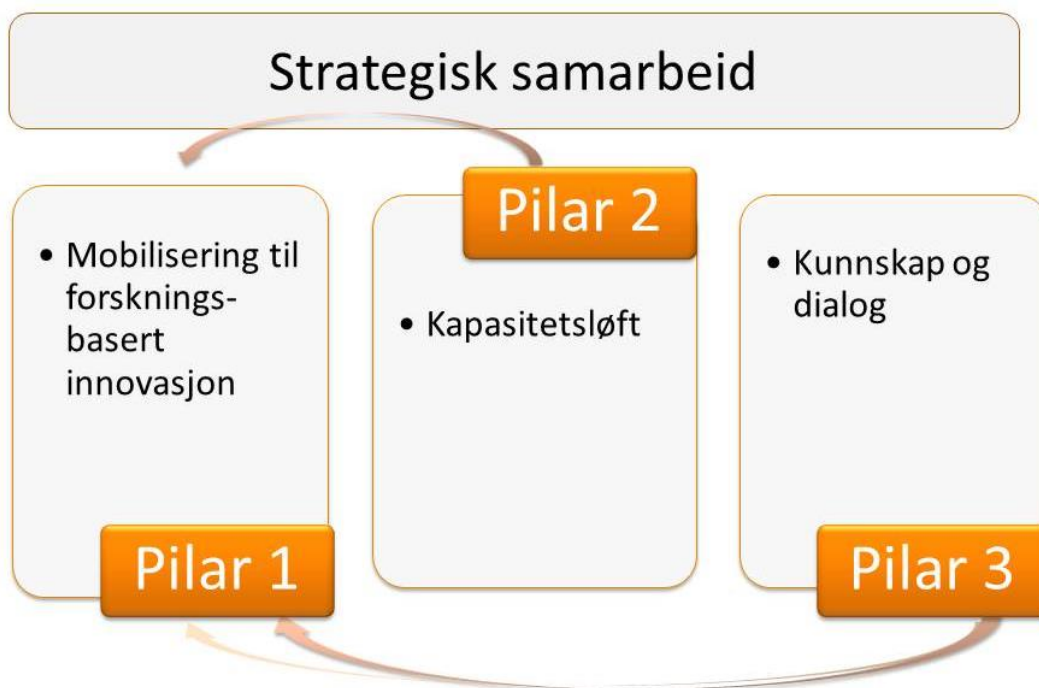 Strategisk samarbeid
• Mobilisering til
forsknings-
basert
innovasjon
Pilar 1
Pilar 2
• Kapasitetsløft
• Kunnskap og
dialog
Pilar 3